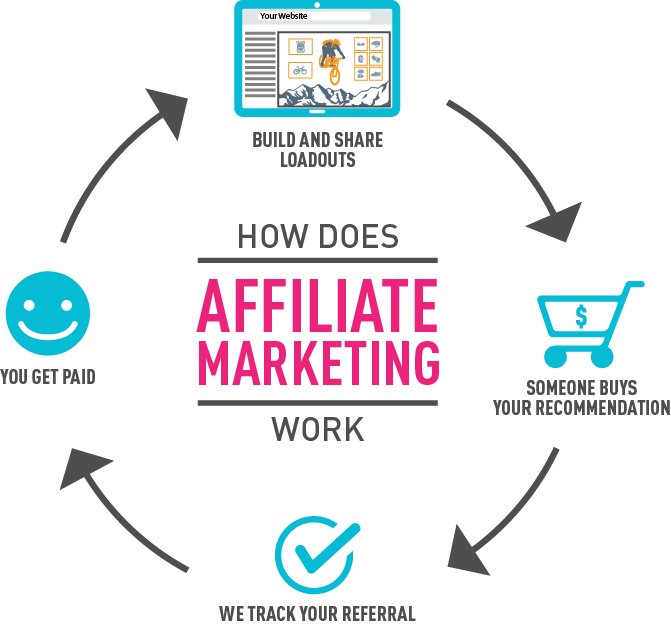 Your Website
BUILD AND SHARE
LOADOUTS
HOW DOES
AFFILIATE
MARKETING
WORK
$
SOMEONE BUYS
YOUR RECOMMENDATION
WE TRACK YOUR REFERRAL
YOU GET PAID